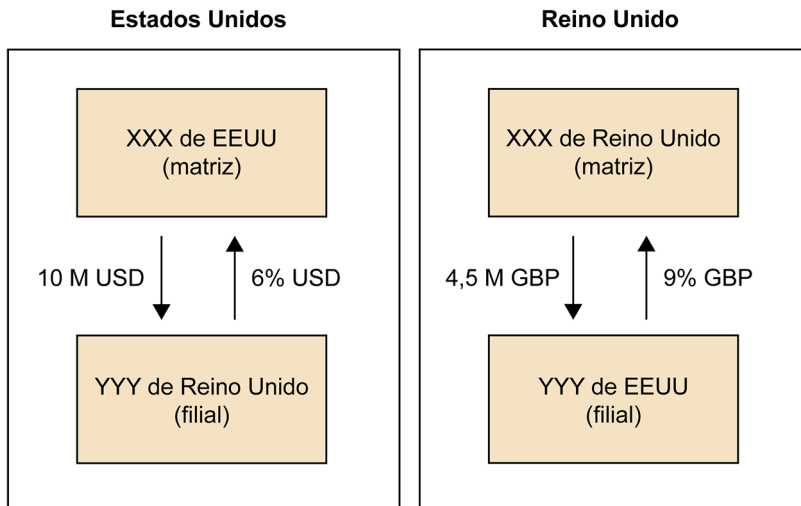 Estados Unidos
XXX de EEUU
(matriz)
10 M USD
6% USD
YYY de Reino Unido
(filial)
Reino Unido
XXX de Reino Unido
(matriz)
4,5 M GBP
9% GBP
YYY de EEUU
(filial)